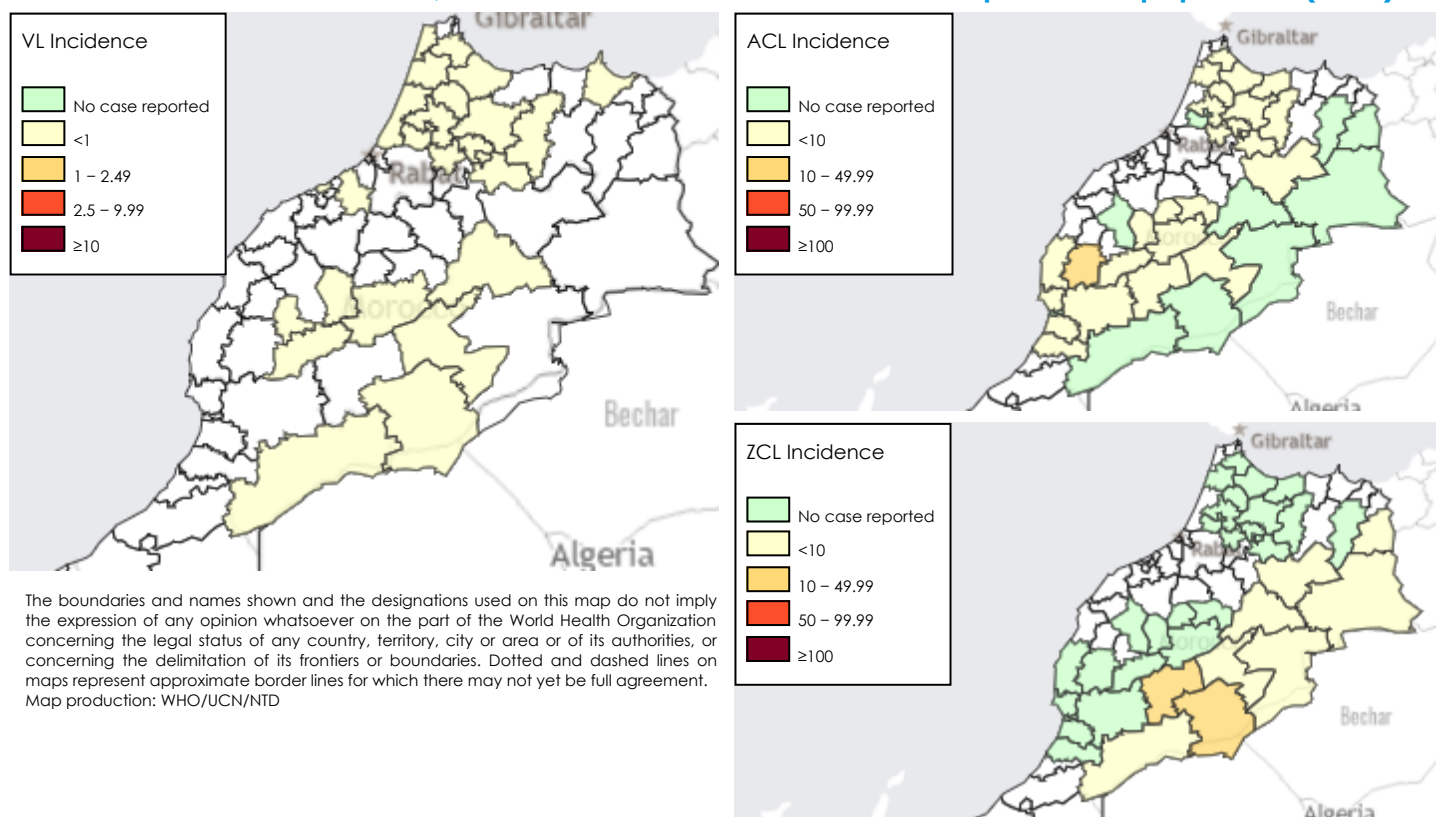 VL Incidence
No case reported
<1
1 – 2.49
2.5 – 9.99
≥10
Gibraltar
Rabat
Morocco
Bechar
Algeria
The boundaries and names shown and the designations used on this map do not imply
the expression of any opinion whatsoever on the part of the World Health Organization
concerning the legal status of any country, territory, city or area or of its authorities, or
concerning the delimitation of its frontiers or boundaries. Dotted and dashed lines on
maps represent approximate border lines for which there may not yet be full agreement.
Map production: WHO/UCN/NTD
ACL Incidence
No case reported
<10
10 – 49.99
50 – 99.99
≥100
Gibraltar
Rabat
Morocco
Bechar
Algeria
ZCL Incidence
No case reported
<10
10 – 49.99
50 – 99.99
≥100
Gibraltar
Rabat
Morocco
Bechar
Algeria